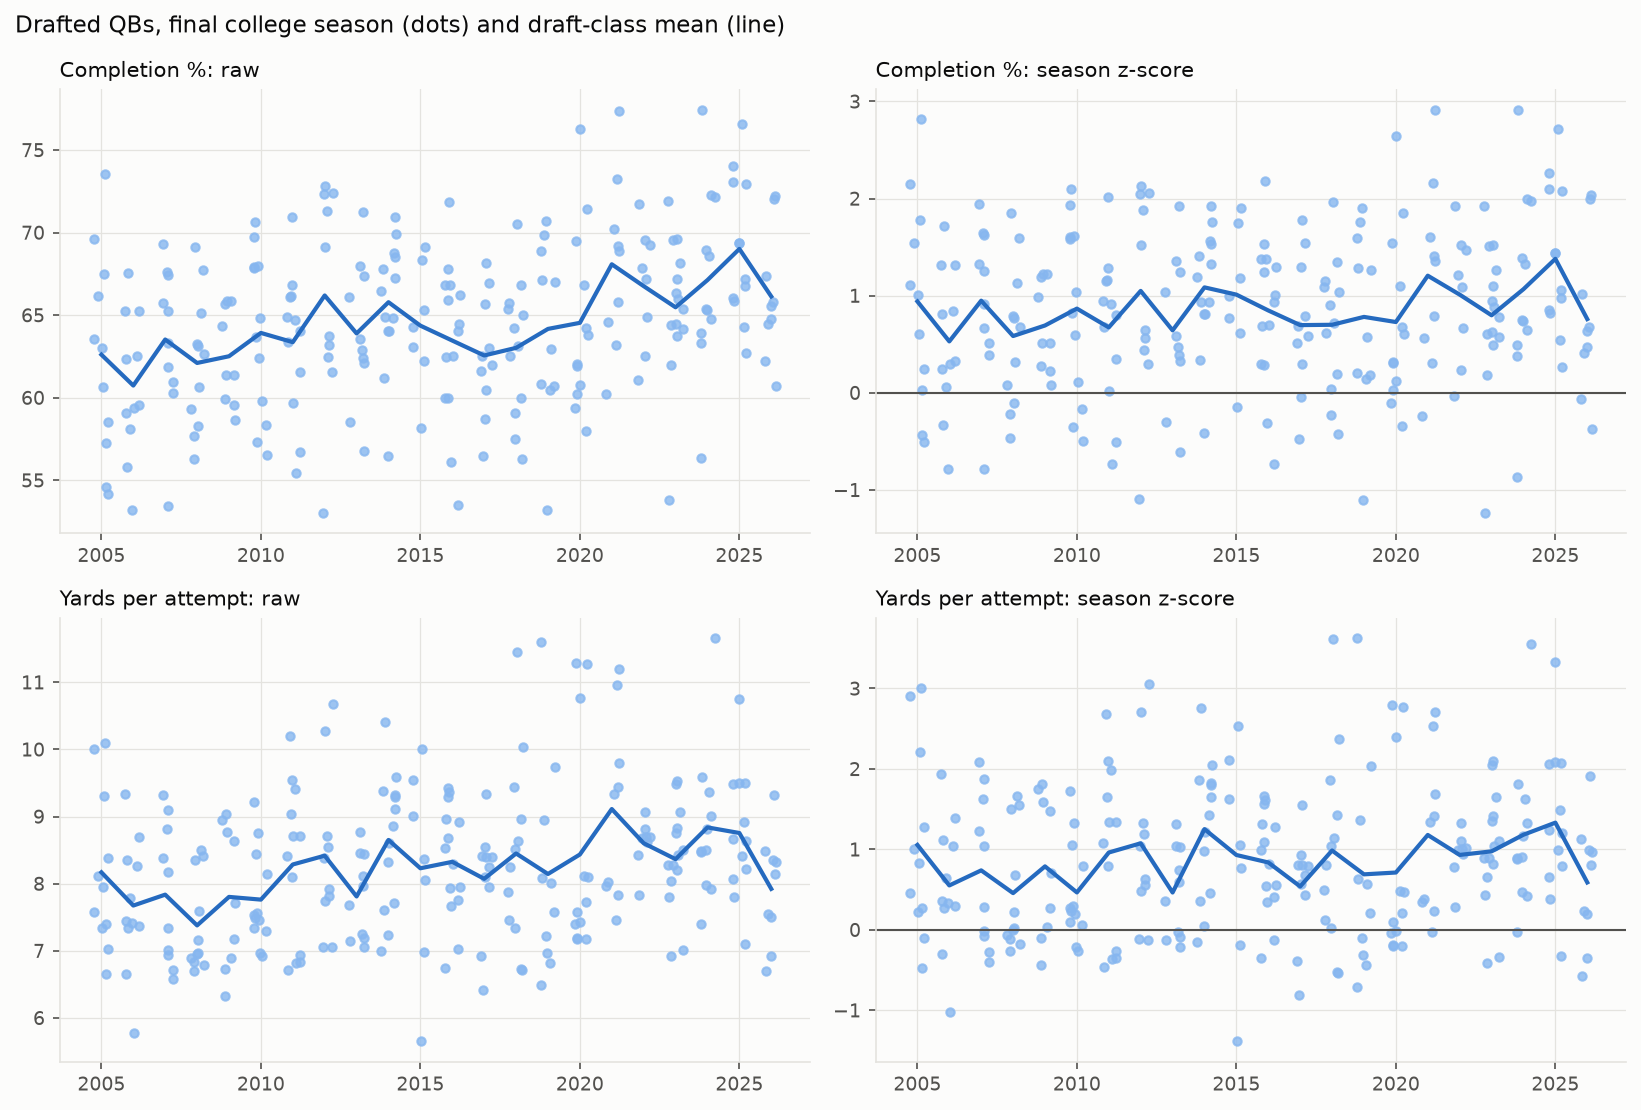 Drafted QBs, final college season (dots) and draft-class mean (line)
Completion %: raw
75
70
65
60
55
2005 2010 2015 2020 2025
Completion %: season z-score
3
2
1
0
−1
2005 2010 2015 2020 2025
Yards per attempt: raw
11
10
9
8
7
6
2005 2010 2015 2020 2025
Yards per attempt: season z-score
3
2
1
0
−1
2005 2010 2015 2020 2025